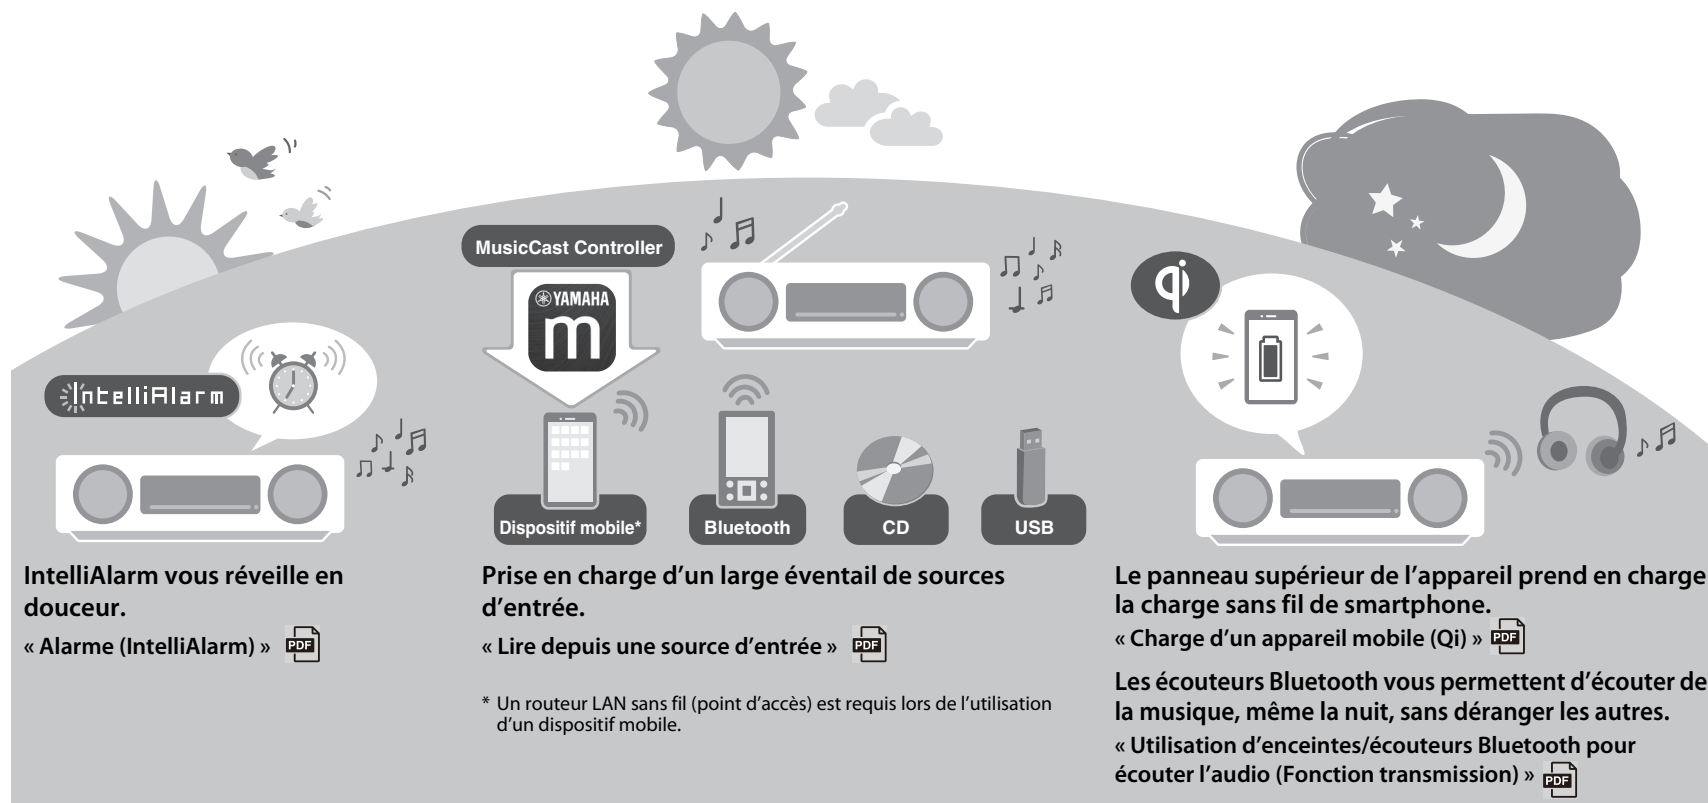 MusicCast Controller
YAMAHA
m
qi
IntelliAlarm
Dispositif mobile*
Bluetooth
CD
USB
IntelliAlarm vous réveille en
douceur.
« Alarme (IntelliAlarm) » PDF
Prise en charge d’un large éventail de sources
d’entrée.
« Lire depuis une source d’entrée » PDF
* Un routeur LAN sans fil (point d’accès) est requis lors de l’utilisation
d’un dispositif mobile.
Le panneau supérieur de l’appareil prend en charge
la charge sans fil de smartphone.
« Charge d’un appareil mobile (Qi) » PDF
Les écouteurs Bluetooth vous permettent d’écouter de
la musique, même la nuit, sans déranger les autres.
« Utilisation d’enceintes/écouteurs Bluetooth pour
écouter l’audio (Fonction transmission) » PDF